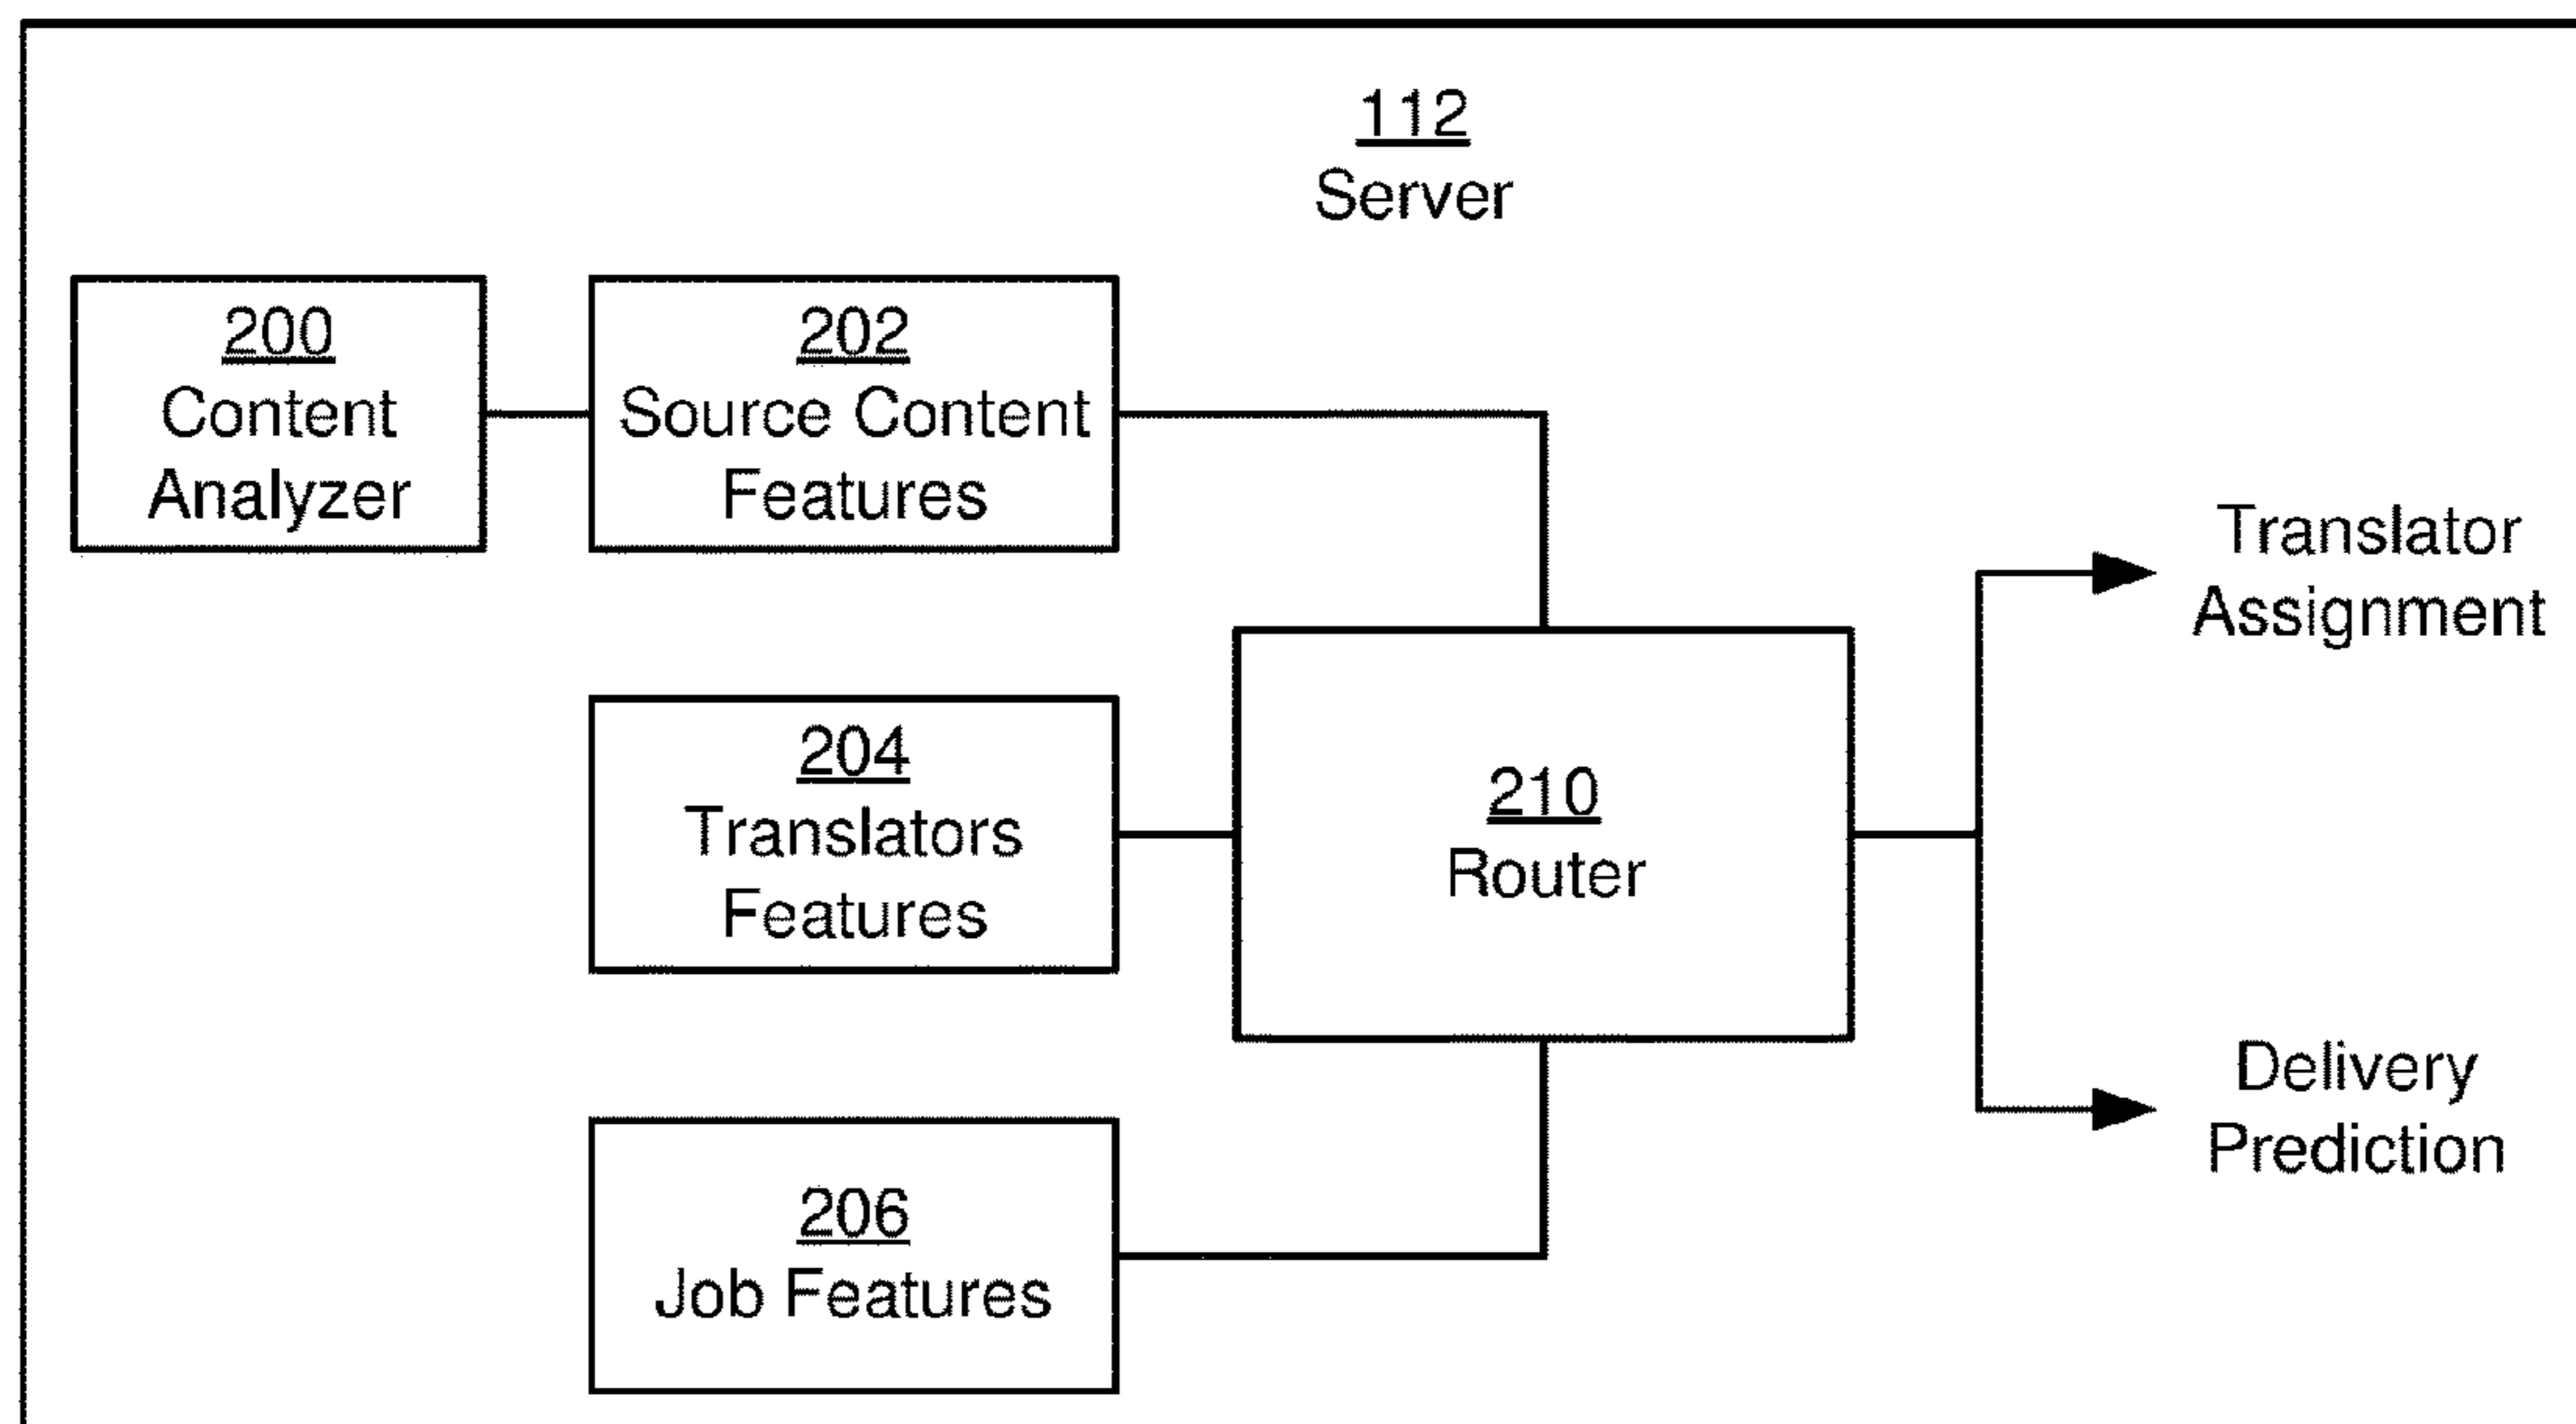 112
Server
200
Content
Analyzer
202
Source Content
Features
204
Translators
Features
206
Job Features
210
Router
Translator
Assignment
Delivery
Prediction